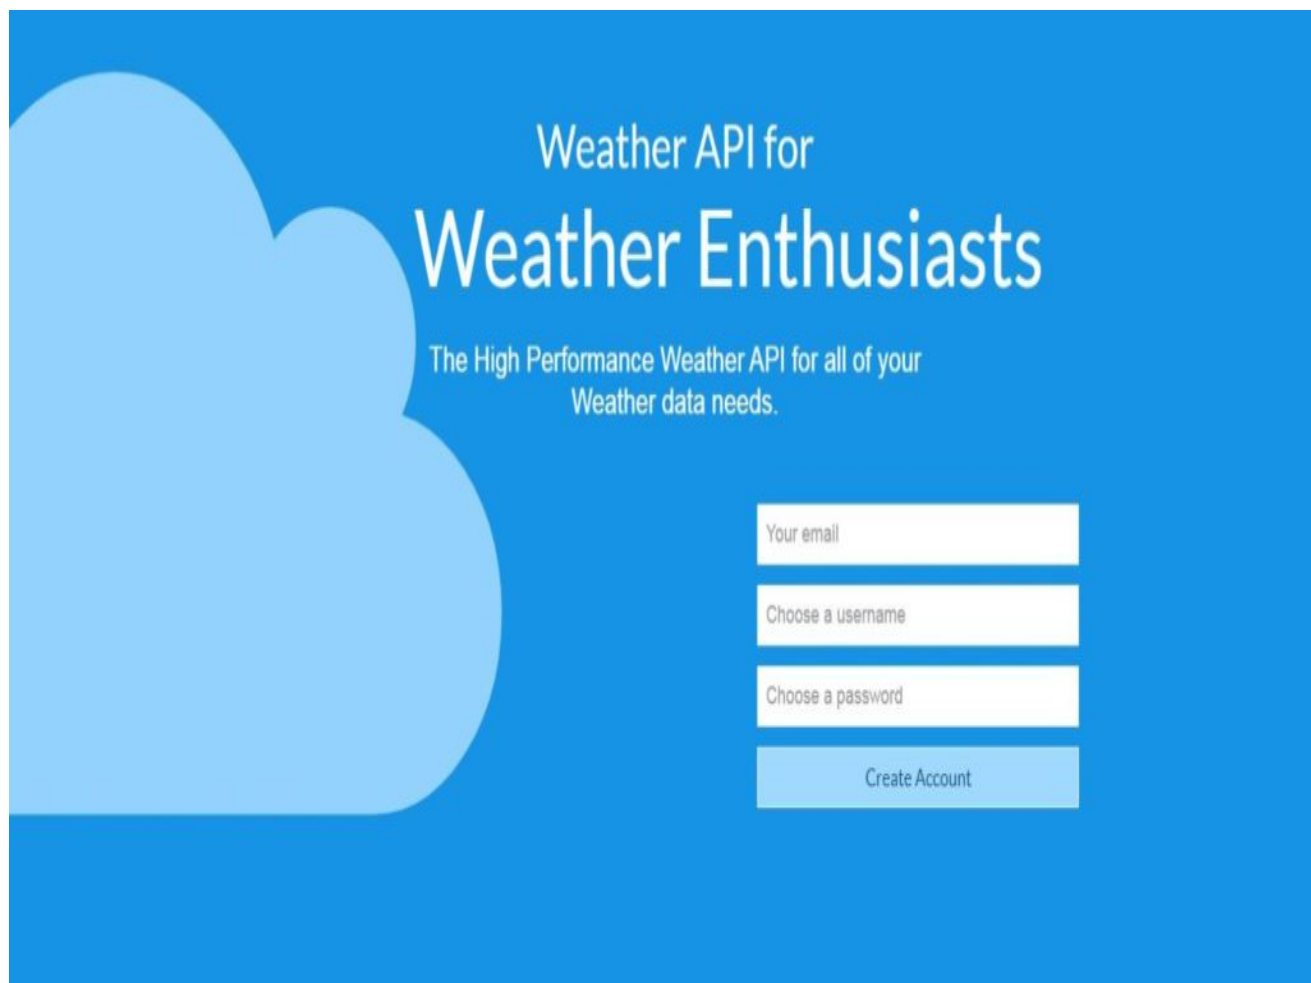 Weather API for
Weather Enthusiasts
The High Performance Weather API for all of your
Weather data needs.
Your email
Choose a username
Choose a password
Create Account